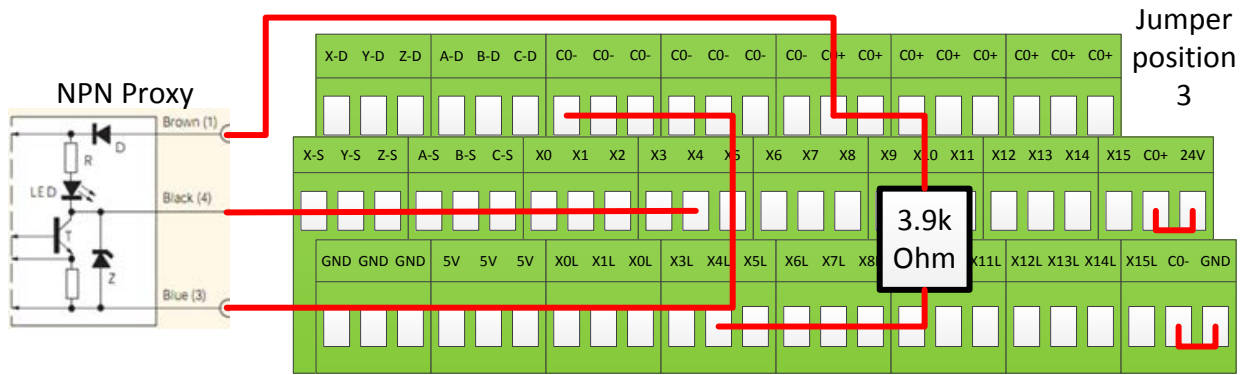 Jumper
position
3
NPN Proxy
Brown (1)
D
R
LED
Black (4)
T
Z
Blue (3)
X-D Y-D Z-D A-D B-D C-D C0- C0- C0- C0- C0- C0- C0- C0+ C0+ C0+ C0+ C0+ C0+ C0+ C0+
X-S Y-S Z-S A-S B-S C-S X0 X1 X2 X3 X4 X5 X6 X7 X8 X9 X10 X11 X12 X13 X14 X15 C0+ 24V
3.9k
Ohm
GND GND GND 5V 5V 5V X0L X1L X0L X3L X4L X5L X6L X7L X8L X11L X12L X13L X14L X15L C0- GND